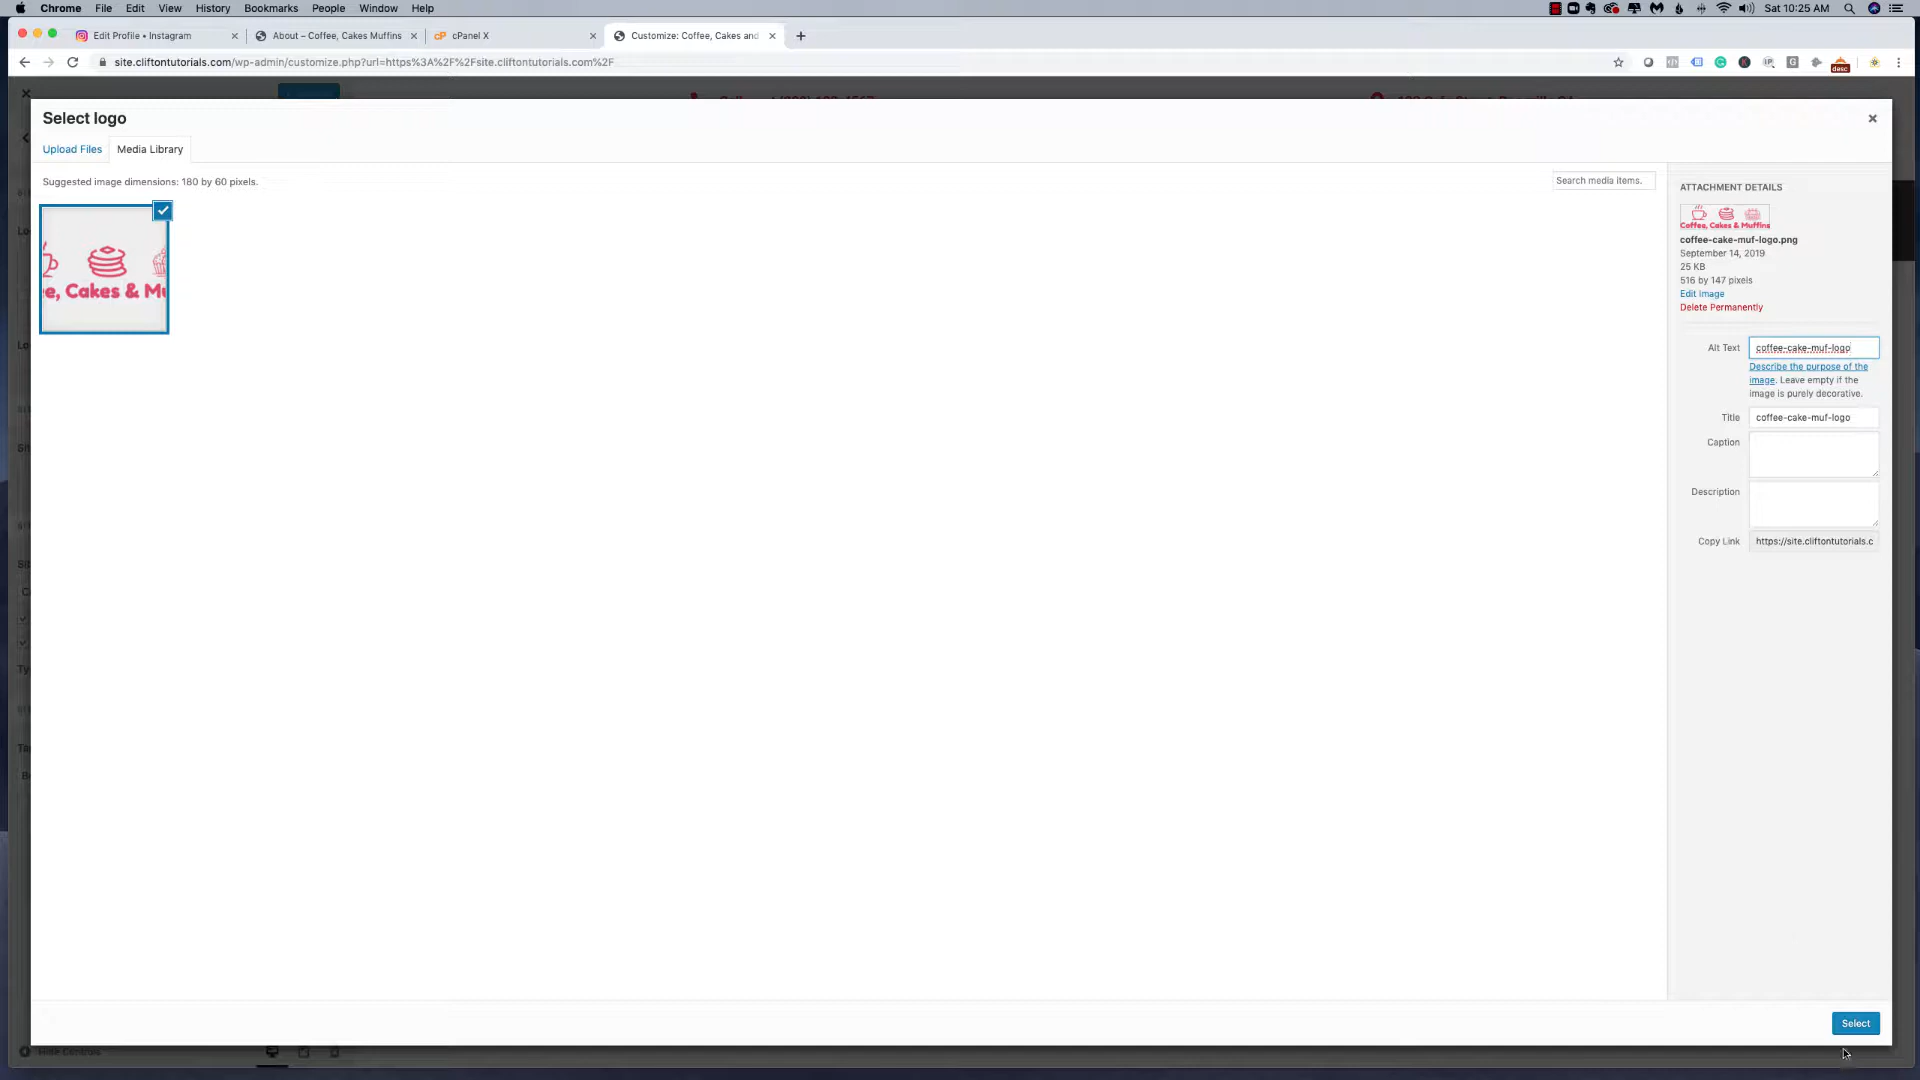 Chrome File Edit View History Bookmarks People Window Help Sat 10:25 AM
Edit Profile • Instagram About – Coffee, Cakes Muffins cPanel X Customize: Coffee, Cakes and
site.cliftontutorials.com/wp-admin/customize.php?url=https%3A%2F%2Fsite.cliftontutorials.com%2F
desc
Select logo
Upload Files Media Library
Suggested image dimensions: 180 by 60 pixels.
Search media items.
e, Cakes & Mu
ATTACHMENT DETAILS
Coffee, Cakes & Muffins
coffee-cake-muf-logo.png
September 14, 2019
25 KB
516 by 147 pixels
Edit Image
Delete Permanently
Alt Text coffee-cake-muf-logo
Describe the purpose of the
image. Leave empty if the
image is purely decorative.
Title coffee-cake-muf-logo
Caption
Description
Copy Link https://site.cliftontutorials.c
Select
Hide Controls